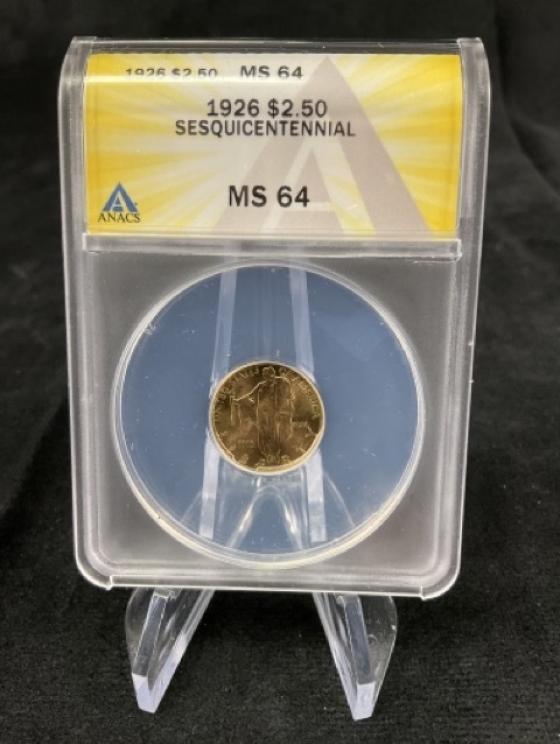 1926 $2.50 MS 64
1926 $2.50
SESQUICENTENNIAL
MS 64
ANACS